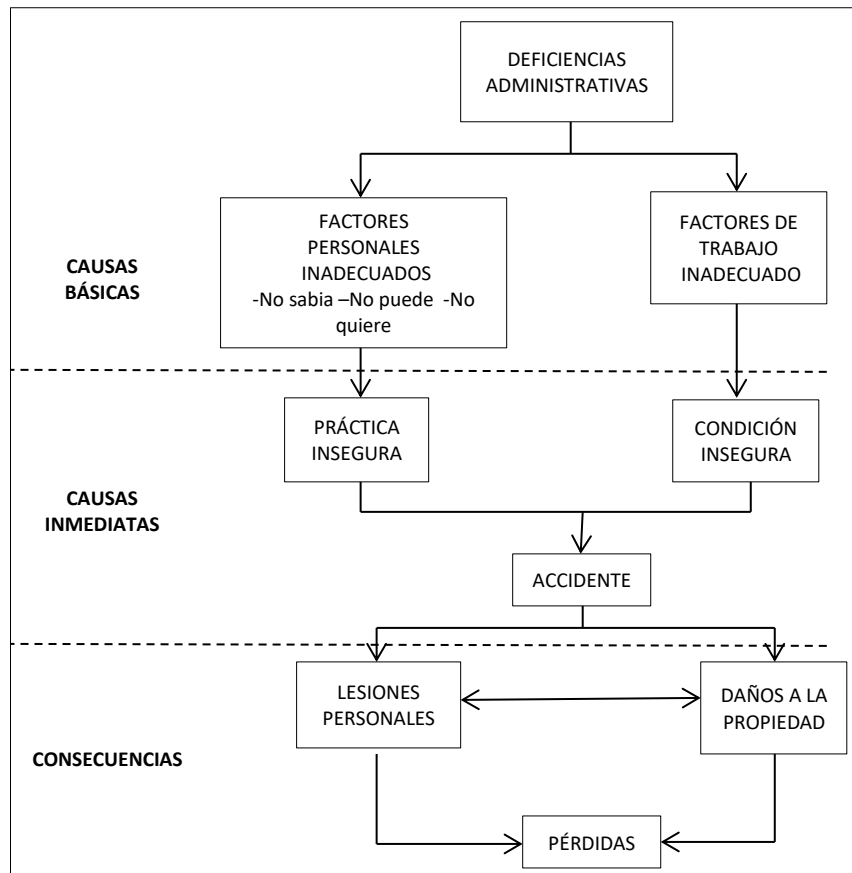 DEFICIENCIAS
ADMINISTRATIVAS
FACTORES
PERSONALES
INADECUADOS
-No sabia –No puede -No
quiere
FACTORES DE
TRABAJO
INADECUADO
CAUSAS
BÁSICAS
PRÁCTICA
INSEGURA
CONDICIÓN
INSEGURA
CAUSAS
INMEDIATAS
ACCIDENTE
LESIONES
PERSONALES
DAÑOS A LA
PROPIEDAD
CONSECUENCIAS
PÉRDIDAS